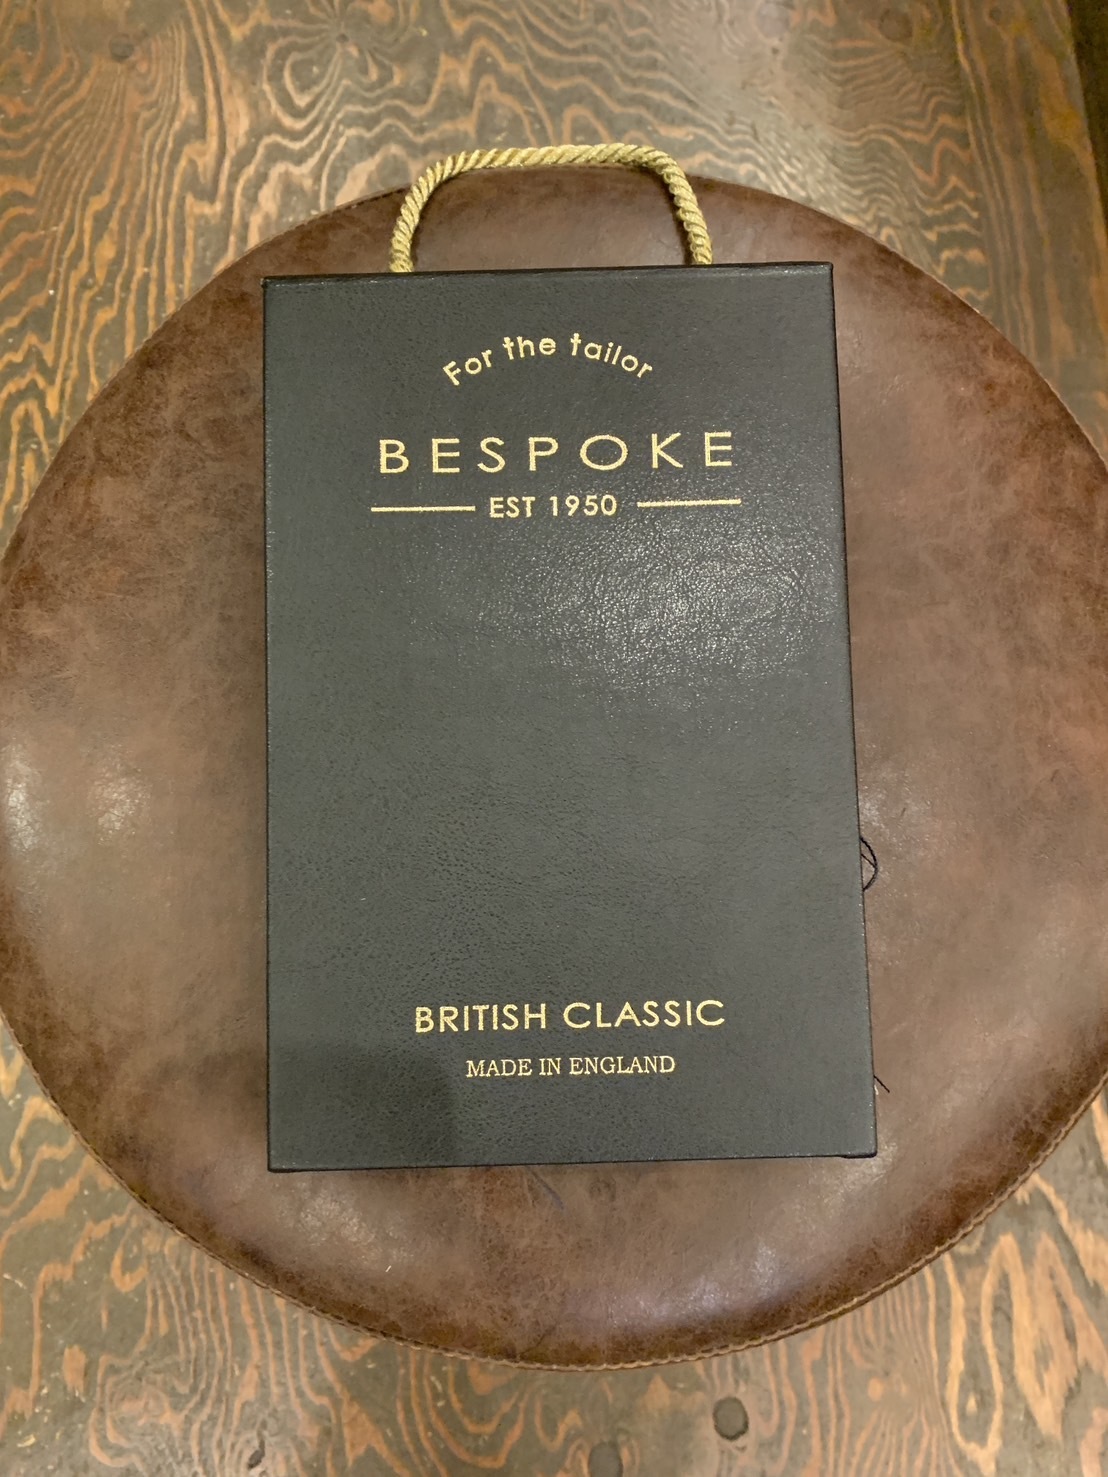 For the tailor
BESPOKE
EST 1950
BRITISH CLASSIC
MADE IN ENGLAND